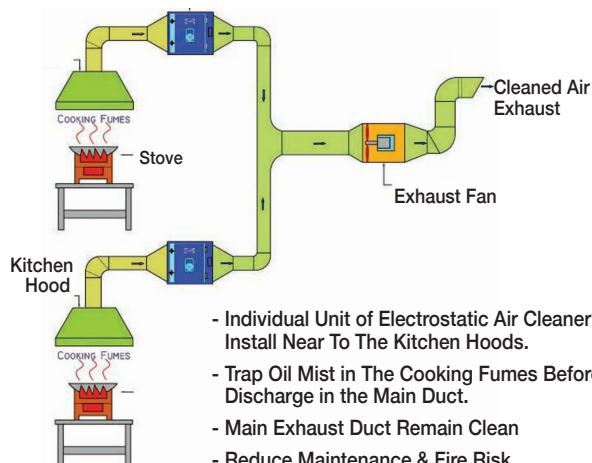 Cleaned Air
Exhaust
COOKING FUMES
Stove
Exhaust Fan
Kitchen
Hood
COOKING FUMES
- Individual Unit of Electrostatic Air Cleaner
Install Near To The Kitchen Hoods.
- Trap Oil Mist in The Cooking Fumes Before
Discharge in the Main Duct.
- Main Exhaust Duct Remain Clean
- Reduce Maintenance & Fire Risk